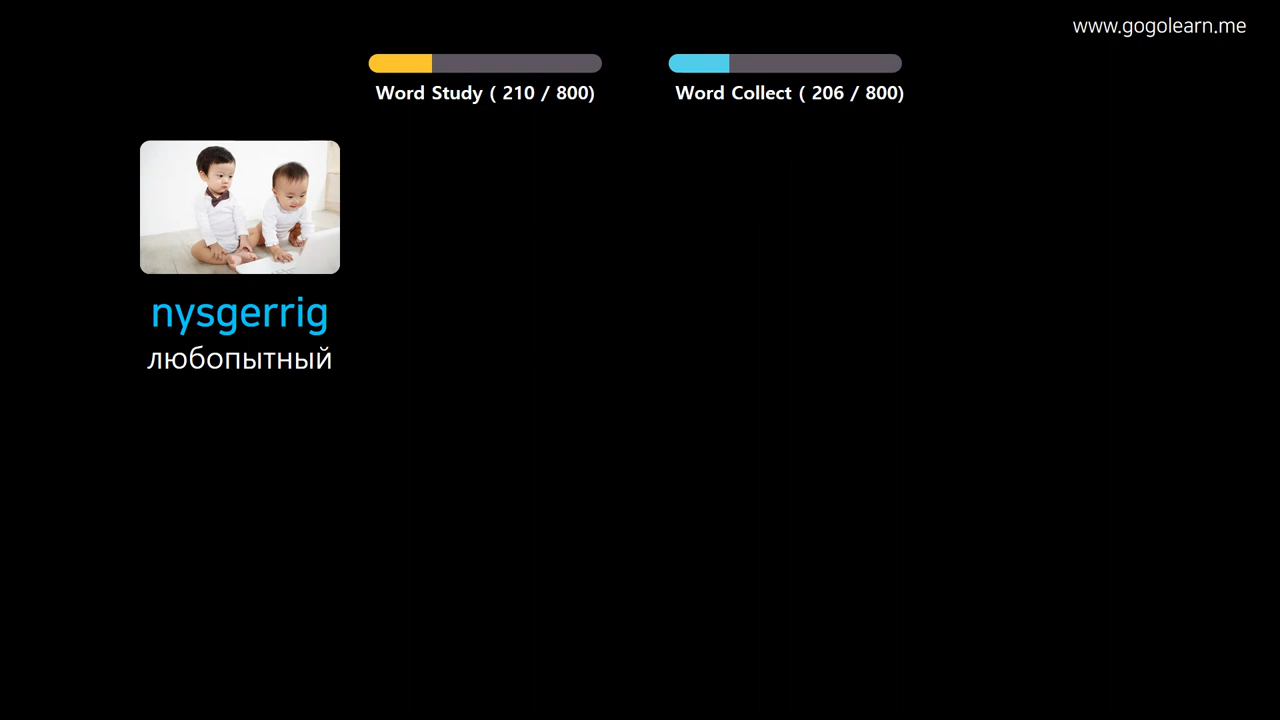 www.gogolearn.me
Word Study ( 210 / 800)
Word Collect ( 206 / 800)
nysgerrig
любопытный